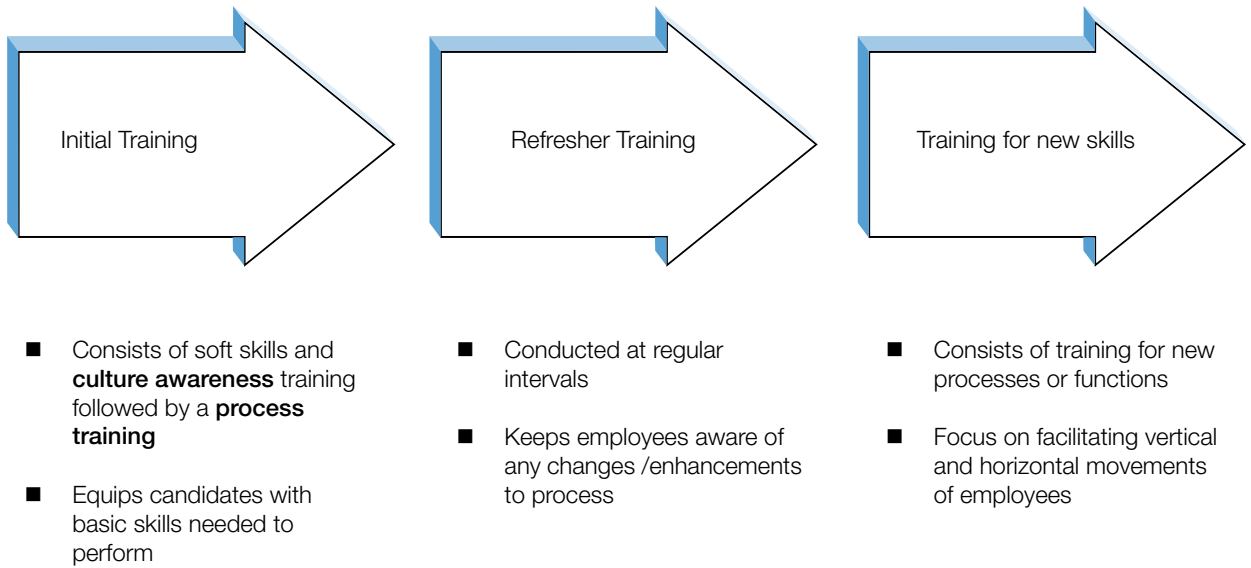 Initial Training
Refresher Training
Training for new skills
■ Consists of soft skills and
culture awareness training
followed by a process
training
■ Equips candidates with
basic skills needed to
perform
■ Conducted at regular
intervals
■ Keeps employees aware of
any changes /enhancements
to process
■ Consists of training for new
processes or functions
■ Focus on facilitating vertical
and horizontal movements
of employees